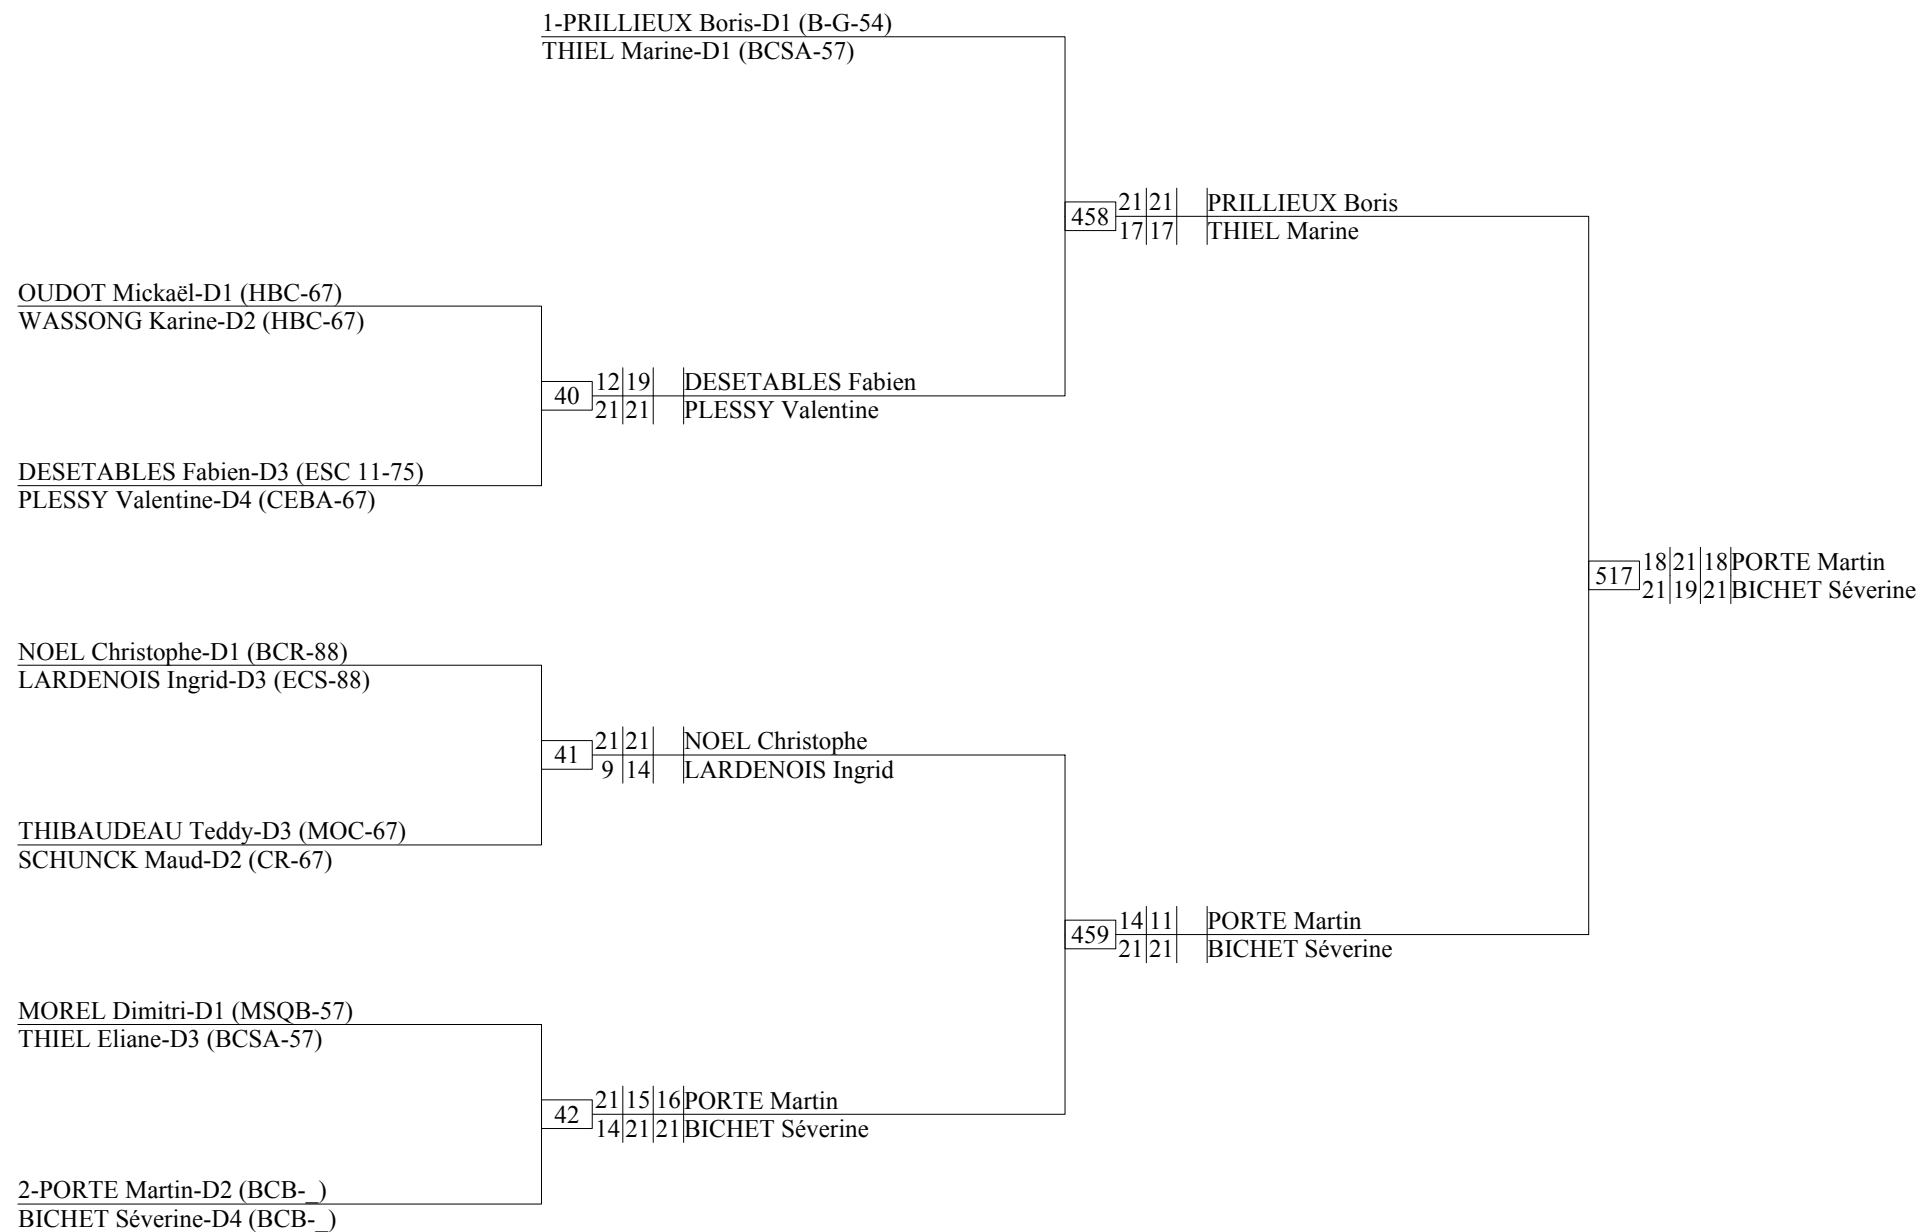 1-PRILLIEUX Boris-D1 (B-G-54)
THIEL Marine-D1 (BCSA-57)
458 21 21 PRILLIEUX Boris
17 17 THIEL Marine
OUDOT Mickaël-D1 (HBC-67)
WASSONG Karine-D2 (HBC-67)
40 12 19 DESETABLES Fabien
21 21 PLESSY Valentine
DESETABLES Fabien-D3 (ESC 11-75)
PLESSY Valentine-D4 (CEBA-67)
517 18 21 18 PORTE Martin
21 19 21 BICHET Séverine
NOEL Christophe-D1 (BCR-88)
LARDENOIS Ingrid-D3 (ECS-88)
41 21 21 NOEL Christophe
9 14 LARDENOIS Ingrid
THIBAUDEAU Teddy-D3 (MOC-67)
SCHUNCK Maud-D2 (CR-67)
459 14 11 PORTE Martin
21 21 BICHET Séverine
MOREL Dimitri-D1 (MSQB-57)
THIEL Eliane-D3 (BCSA-57)
42 21 15 16 PORTE Martin
14 21 21 BICHET Séverine
2-PORTE Martin-D2 (BCB-_)
BICHET Séverine-D4 (BCB-_)